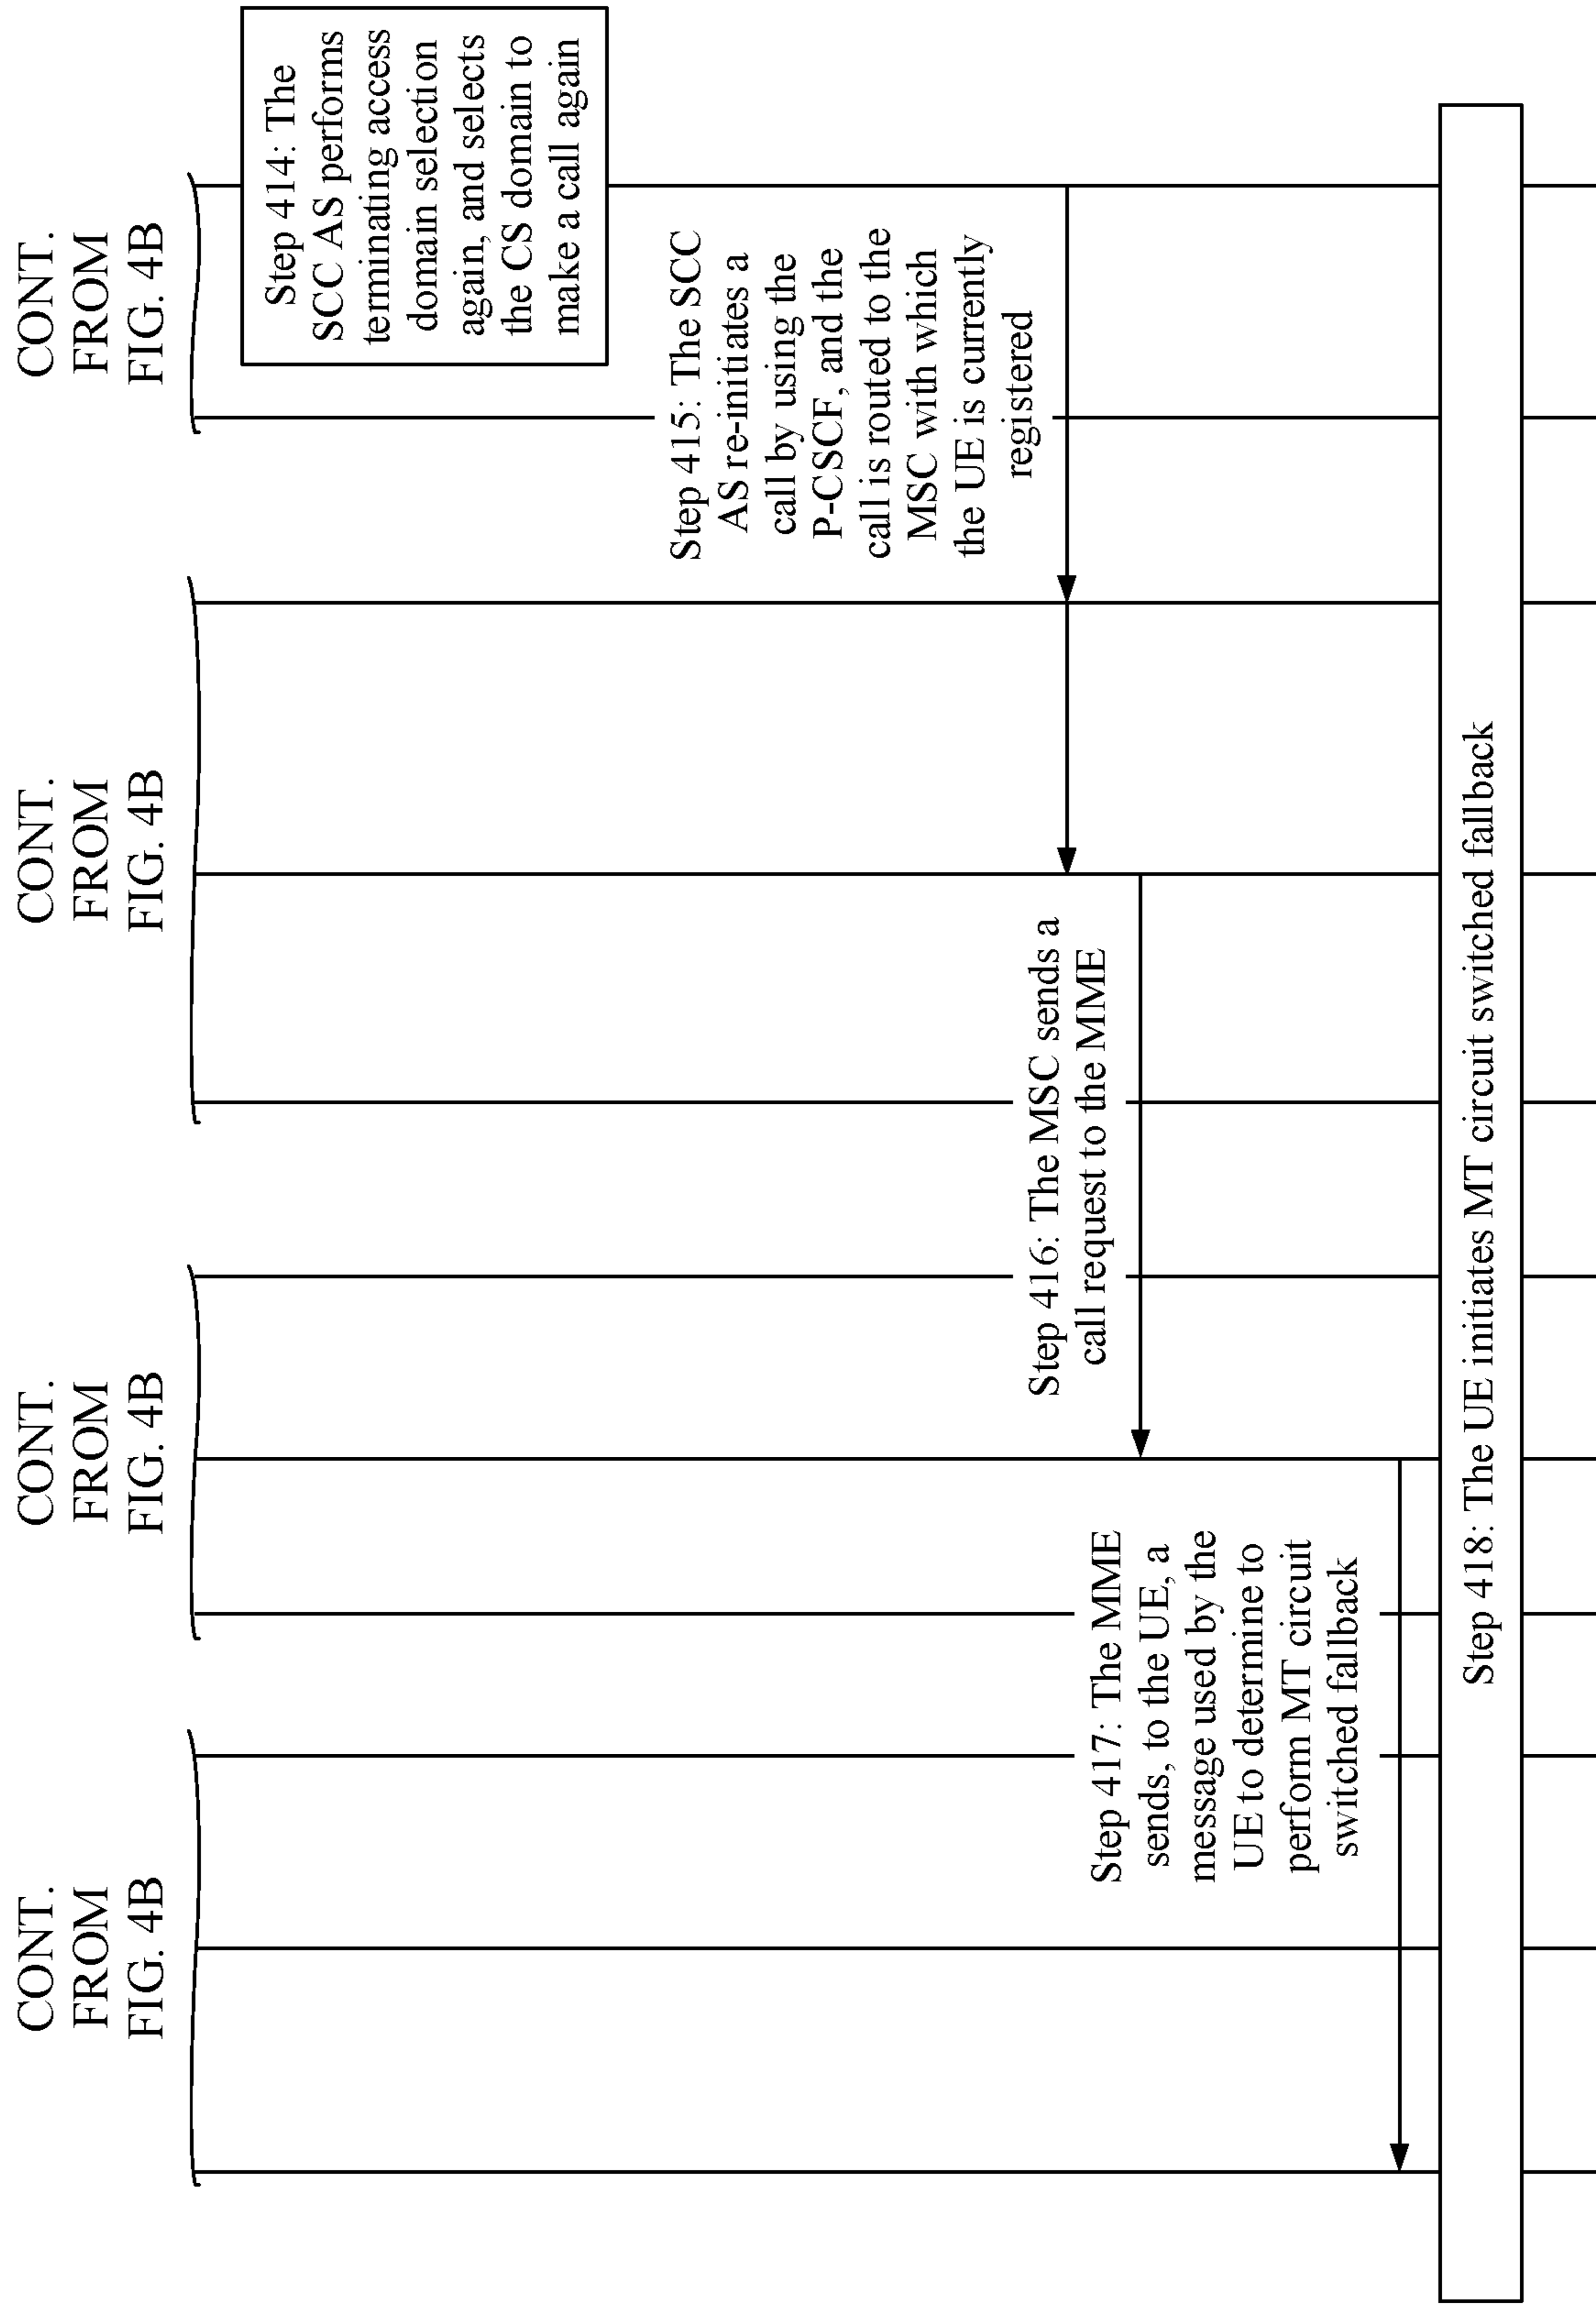 CONT.
FROM
FIG. 4B
CONT.
FROM
FIG. 4B
CONT.
FROM
FIG. 4B
CONT.
FROM
FIG. 4B
Step 414: The
SCC AS performs
terminating access
domain selection
again, and selects
the CS domain to
make a call again
Step 415: The SCC
AS re-initiates a
call by using the
P-CSCF, and the
call is routed to the
MSC with which
the UE is currently
registered
Step 416: The MSC sends a
call request to the MME
Step 417: The MME
sends, to the UE, a
message used by the
UE to determine to
perform MT circuit
switched fallback
Step 418: The UE initiates MT circuit switched fallback